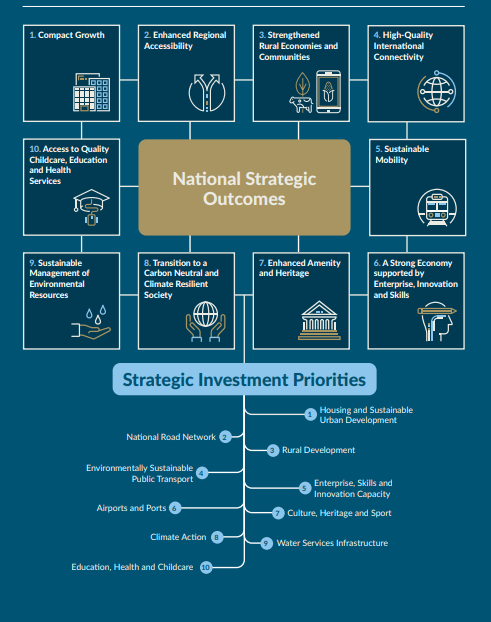 1. Compact Growth
2. Enhanced Regional
Accessibility
3. Strengthened
Rural Economies and
Communities
4. High-Quality
International
Connectivity
10. Access to Quality
Childcare, Education
and Health
Services
National Strategic
Outcomes
5. Sustainable
Mobility
9. Sustainable
Management of
Environmental
Resources
8. Transition to a
Carbon Neutral and
Climate Resilient
Society
7. Enhanced Amenity
and Heritage
6. A Strong Economy
supported by
Enterprise, Innovation
and Skills
Strategic Investment Priorities
1 Housing and Sustainable
Urban Development
National Road Network 2
3 Rural Development
Environmentally Sustainable
Public Transport 4
5 Enterprise, Skills and
Innovation Capacity
Airports and Ports 6
7 Culture, Heritage and Sport
Climate Action 8
9 Water Services Infrastructure
Education, Health and Childcare 10